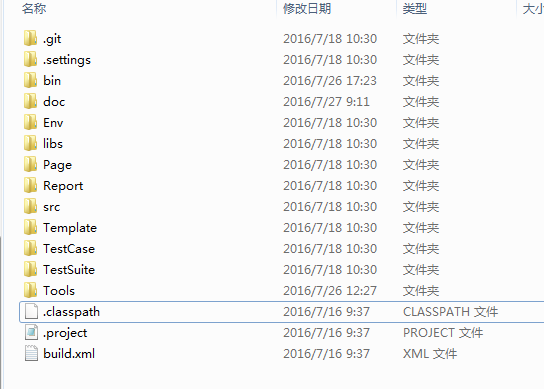 名称 修改日期 类型 大小
.git 2016/7/18 10:30 文件夹
.settings 2016/7/18 10:30 文件夹
bin 2016/7/26 17:23 文件夹
doc 2016/7/27 9:11 文件夹
Env 2016/7/18 10:30 文件夹
libs 2016/7/18 10:30 文件夹
Page 2016/7/18 10:30 文件夹
Report 2016/7/18 10:30 文件夹
src 2016/7/18 10:30 文件夹
Template 2016/7/18 10:30 文件夹
TestCase 2016/7/18 10:30 文件夹
TestSuite 2016/7/18 10:30 文件夹
Tools 2016/7/26 12:27 文件夹
.classpath 2016/7/16 9:37 CLASSPATH 文件
.project 2016/7/16 9:37 PROJECT 文件
build.xml 2016/7/16 9:37 XML 文件